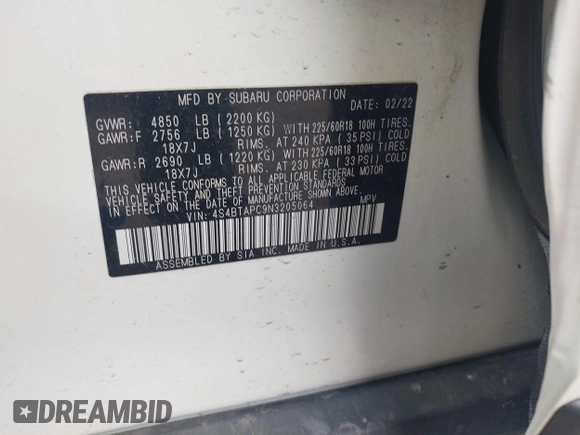 MFD BY SUBARU CORPORATION DATE: 02/22
GVWR: 4850 LB (2200 KG)
GAWR:F 2756 LB (1250 KG) WITH 225/60R18 100H TIRES,
18X7J RIMS, AT 240 KPA (35 PSI) COLD
GAWR:R 2690 LB (1220 KG) WITH 225/60R18 100H TIRES,
18X7J RIMS, AT 230 KPA (33 PSI) COLD
THIS VEHICLE CONFORMS TO ALL APPLICABLE FEDERAL MOTOR
VEHICLE SAFETY AND THEFT PREVENTION STANDARDS IN EFFECT
ON THE DATE OF MANUFACTURE SHOWN ABOVE.
VIN: 4S4BTAPC9N3205064 MPV
ASSEMBLED BY SIA INC. MADE IN U.S.A.
DREAMBID